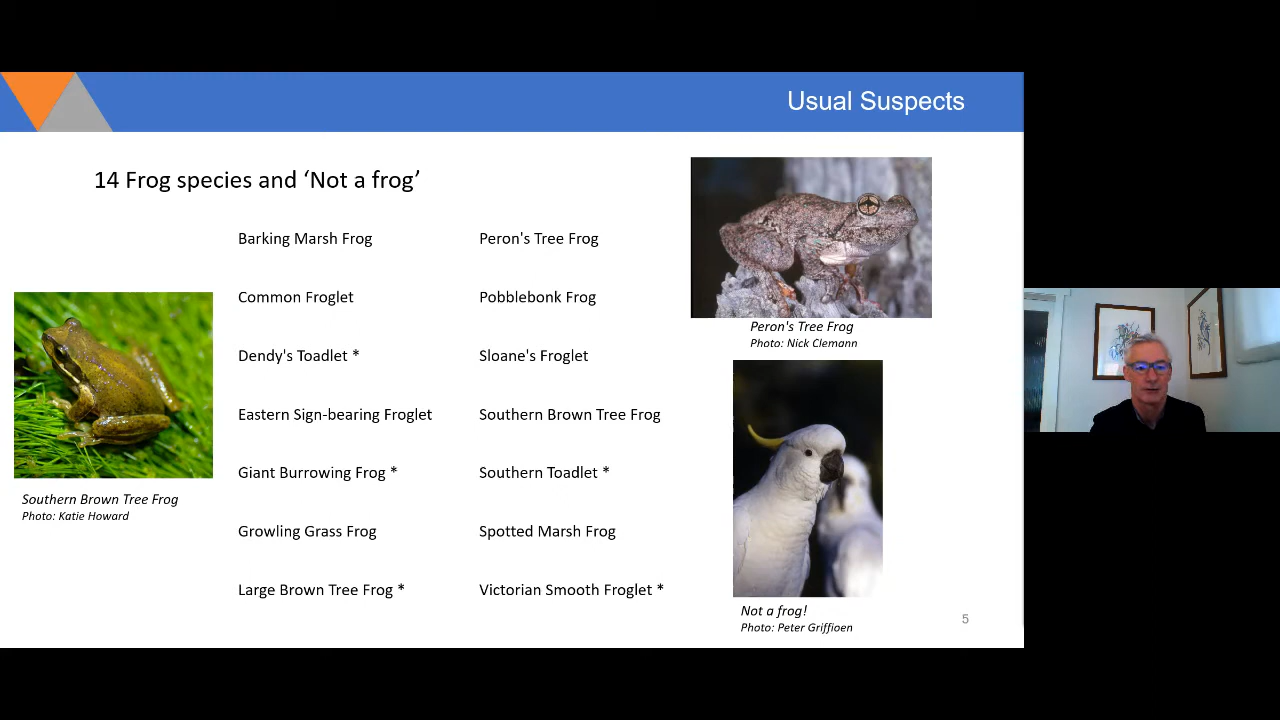 Usual Suspects
14 Frog species and ‘Not a frog’
Barking Marsh Frog
Common Froglet
Dendy's Toadlet *
Eastern Sign-bearing Froglet
Giant Burrowing Frog *
Growling Grass Frog
Large Brown Tree Frog *
Peron's Tree Frog
Pobblebonk Frog
Sloane's Froglet
Southern Brown Tree Frog
Southern Toadlet *
Spotted Marsh Frog
Victorian Smooth Froglet *
Southern Brown Tree Frog
Photo: Katie Howard
Peron's Tree Frog
Photo: Nick Clemann
Not a frog!
Photo: Peter Griffioen
5